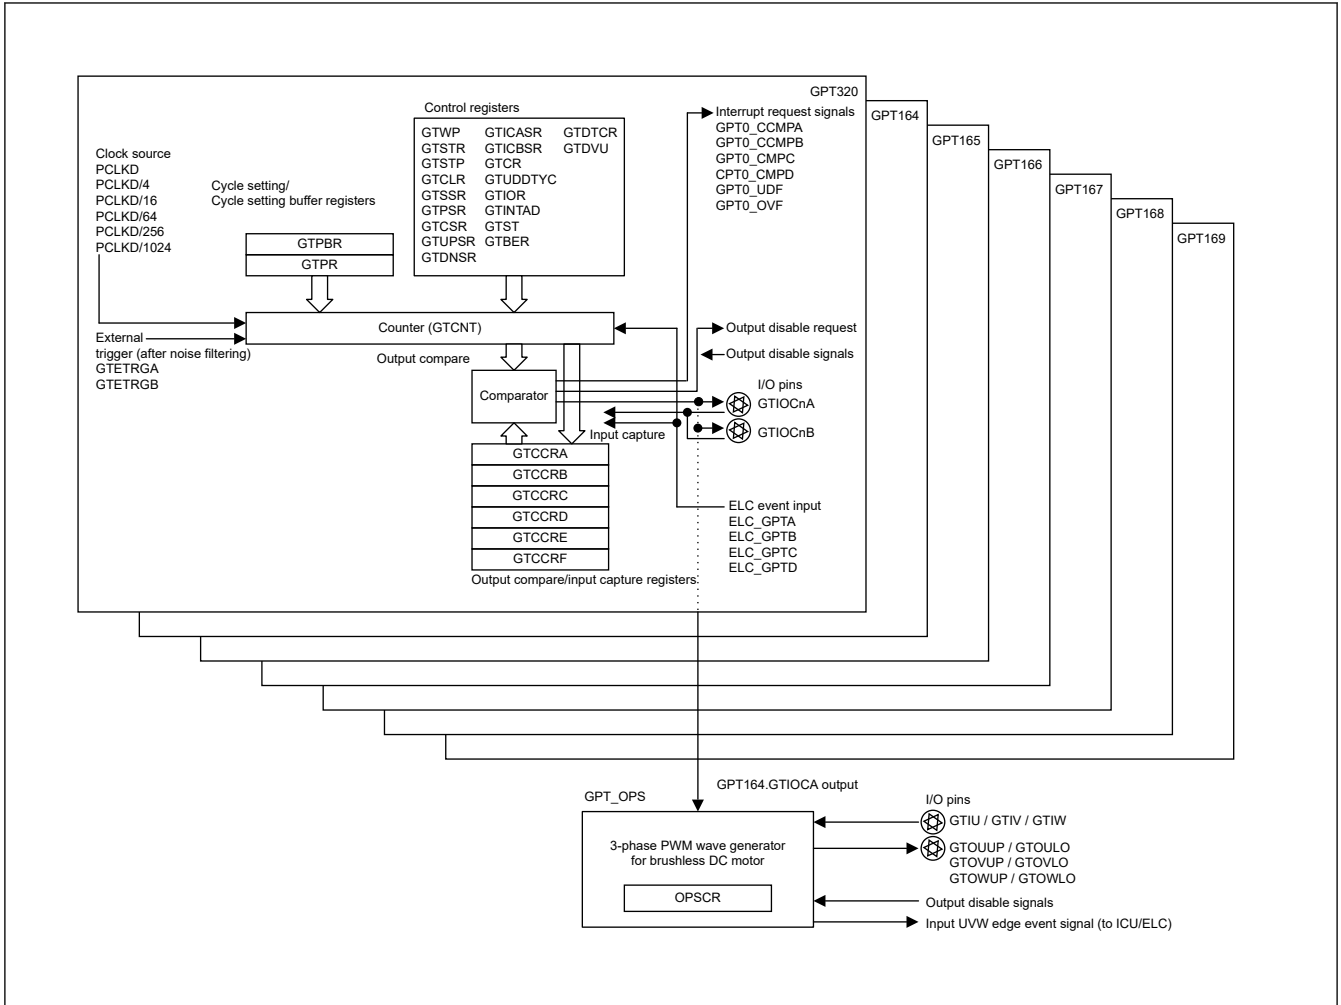 GPT320
GPT164
GPT165
GPT166
GPT167
GPT168
GPT169
Control registers
GTWP GTICASR GTDTCR
GTSTR GTICBSR GTDVU
GTSTP GTCR
GTCLR GTUDDTYC
GTSSR GTIOR
GTPSR GTINTAD
GTCSR GTST
GTUPSR GTBER
GTDNSR
Interrupt request signals
GPT0_CCMPA
GPT0_CCMPB
GPT0_CMPC
CPT0_CMPD
GPT0_UDF
GPT0_OVF
Clock source
PCLKD
PCLKD/4
PCLKD/16
PCLKD/64
PCLKD/256
PCLKD/1024
Cycle setting/
Cycle setting buffer registers
GTPBR
GTPR
Counter (GTCNT)
External
trigger (after noise filtering)
GTETRGA
GTETRGB
Output compare
Comparator
Output disable request
Output disable signals
I/O pins
GTIOCnA
GTIOCnB
Input capture
GTCCRA
GTCCRB
GTCCRC
GTCCRD
GTCCRE
GTCCRF
Output compare/input capture registers
ELC event input
ELC_GPTA
ELC_GPTB
ELC_GPTC
ELC_GPTD
GPT164.GTIOCA output
GPT_OPS
3-phase PWM wave generator
for brushless DC motor
OPSCR
I/O pins
GTIU / GTIV / GTIW
GTOUUP / GTOULO
GTOVUP / GTOVLO
GTOWUP / GTOWLO
Output disable signals
Input UVW edge event signal (to ICU/ELC)